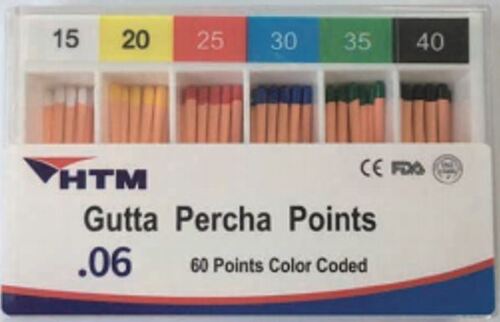 15 20 25 30 35 40
HTM
CE FDA
Gutta Percha Points
.06
60 Points Color Coded